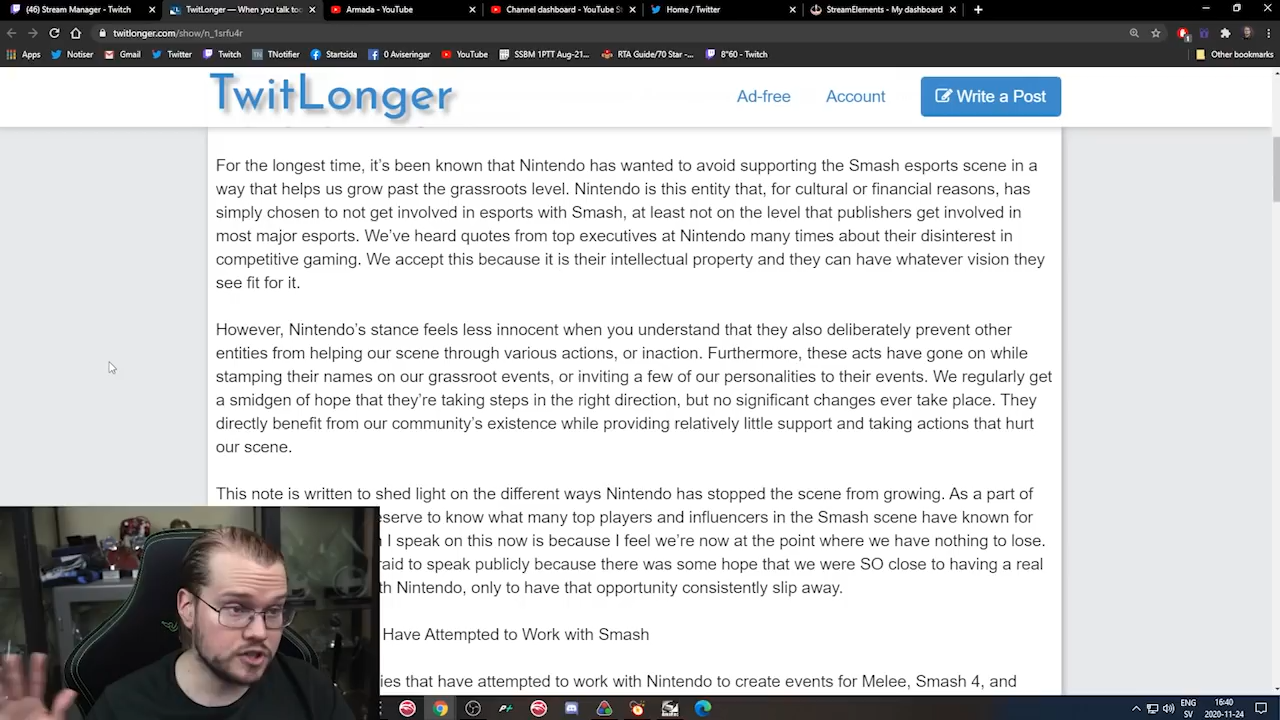 (46) Stream Manager - Twitch
TwitLonger — When you talk too
Armada - YouTube
Channel dashboard - YouTube S
Home / Twitter
StreamElements - My dashboard
twitlonger.com/show/n_1srfu4r
Apps
Notiser
Gmail
Twitter
Twitch
TNotifier
Startsida
0 Aviseringar
YouTube
SSBM 1PTT Aug-21...
RTA Guide/70 Star -...
8"60 - Twitch
Other bookmarks
TwitLonger
Ad-free
Account
Write a Post
For the longest time, it's been known that Nintendo has wanted to avoid supporting the Smash esports scene in a
way that helps us grow past the grassroots level. Nintendo is this entity that, for cultural or financial reasons, has
simply chosen to not get involved in esports with Smash, at least not on the level that publishers get involved in
most major esports. We've heard quotes from top executives at Nintendo many times about their disinterest in
competitive gaming. We accept this because it is their intellectual property and they can have whatever vision they
see fit for it.
However, Nintendo's stance feels less innocent when you understand that they also deliberately prevent other
entities from helping our scene through various actions, or inaction. Furthermore, these acts have gone on while
stamping their names on our grassroot events, or inviting a few of our personalities to their events. We regularly get
a smidgen of hope that they're taking steps in the right direction, but no significant changes ever take place. They
directly benefit from our community's existence while providing relatively little support and taking actions that hurt
our scene.
This note is written to shed light on the different ways Nintendo has stopped the scene from growing. As a part of
eserve to know what many top players and influencers in the Smash scene have known for
I speak on this now is because I feel we're now at the point where we have nothing to lose.
raid to speak publicly because there was some hope that we were SO close to having a real
th Nintendo, only to have that opportunity consistently slip away.
Have Attempted to Work with Smash
ies that have attempted to work with Nintendo to create events for Melee, Smash 4, and
ENG
SV
16:40
2020-11-24